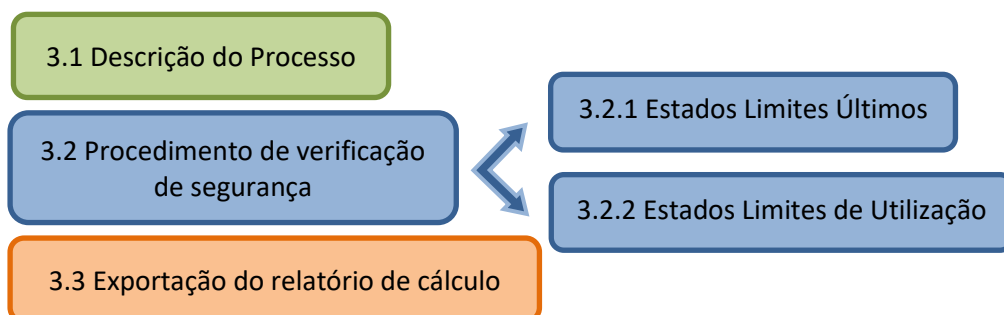 3.1 Descrição do Processo
3.2 Procedimento de verificação
de segurança
3.2.1 Estados Limites Últimos
3.2.2 Estados Limites de Utilização
3.3 Exportação do relatório de cálculo